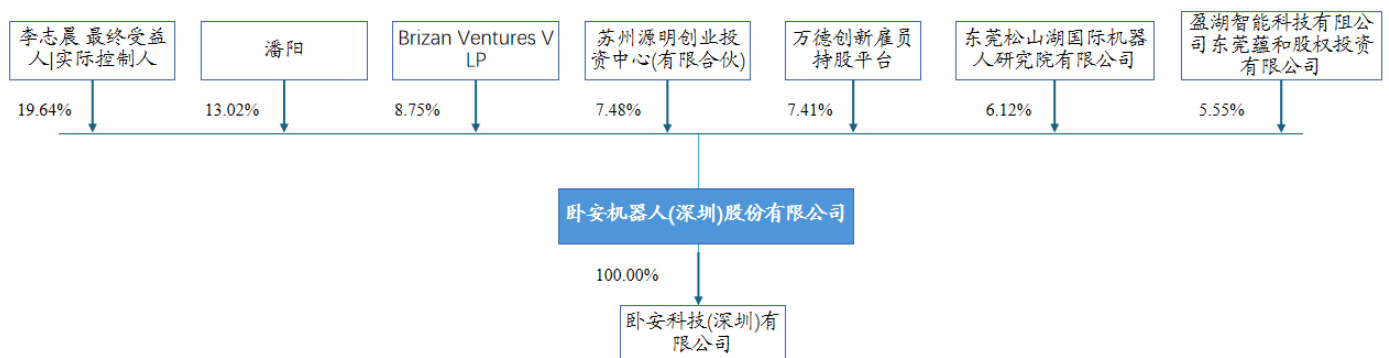 李志晨 最终受益
人|实际控制人
潘阳
Brizan Ventures V
LP
苏州源明创业投
资中心(有限合伙)
万德创新雇员
持股平台
东莞松山湖国际机器
人研究院有限公司
盈湖智能科技有阻公
司东莞蕴和股权投资
有限公司
19.64%
13.02%
8.75%
7.48%
7.41%
6.12%
5.55%
卧安机器人(深圳)股份有限公司
100.00%
卧安科技(深圳)有
限公司